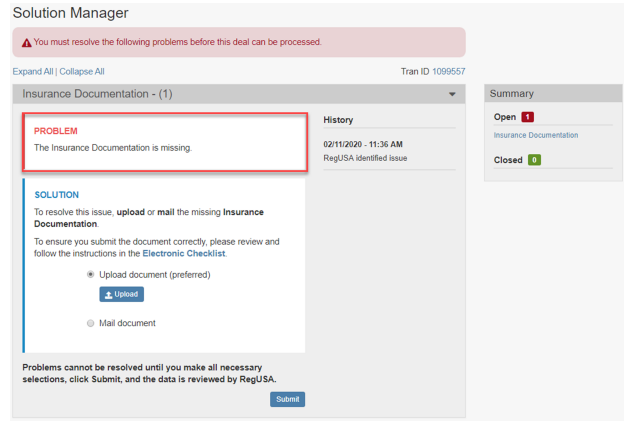 Solution Manager
You must resolve the following problems before this deal can be processed.
Expand All | Collapse All
Tran ID 1099557
Insurance Documentation - (1)
PROBLEM
The Insurance Documentation is missing.
History
02/11/2020 - 11:36 AM
RegUSA identified issue
SOLUTION
To resolve this issue, upload or mail the missing Insurance
Documentation.
To ensure you submit the document correctly, please review and
follow the instructions in the Electronic Checklist.
Upload document (preferred)
Upload
Mail document
Problems cannot be resolved until you make all necessary
selections, click Submit, and the data is reviewed by RegUSA.
Submit
Summary
Open 1
Insurance Documentation
Closed 0